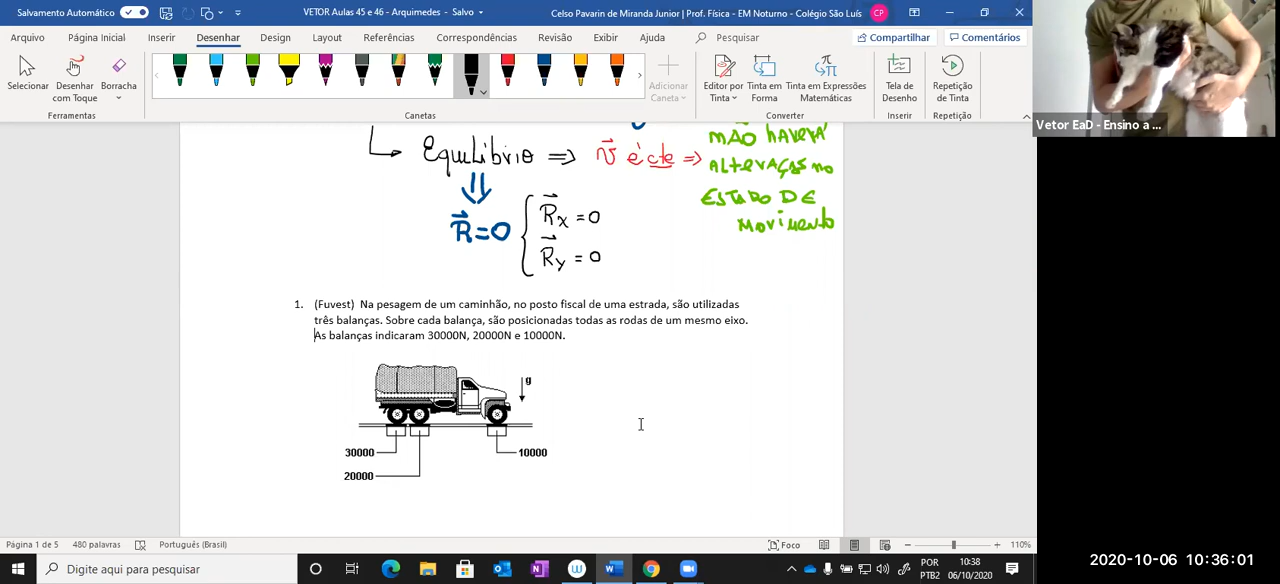 Salvamento Automático
VETOR Aulas 45 e 46 - Arquimedes - Salvo
Celso Pavarin de Miranda Junior | Prof. Física - EM Noturno - Colégio São Luís
CP
Arquivo Página Inicial Inserir Desenhar Design Layout Referências Correspondências Revisão Exibir Ajuda Pesquisar
Compartilhar Comentários
Selecionar
Desenhar com Toque
Borracha
Adicionar Caneta
Editor por Tinta
Tinta em Forma
Tinta em Expressões Matemáticas
Tela de Desenho
Repetição de Tinta
Ferramentas Canetas Converter Inserir Repetição
Vetor EaD - Ensino a ...
Equilíbrio ⇒ v⃗ é cte ⇒
NÃO HAVERÁ
ALTERAÇÃS NO
ESTADO DE
MOVIMENTO
R⃗=0
R⃗x = 0
R⃗y = 0
1. (Fuvest) Na pesagem de um caminhão, no posto fiscal de uma estrada, são utilizadas
três balanças. Sobre cada balança, são posicionadas todas as rodas de um mesmo eixo.
As balanças indicaram 30000N, 20000N e 10000N.
g
30000
10000
20000
Página 1 de 5 480 palavras Português (Brasil)
Foco
110%
Digite aqui para pesquisar
POR
PTB2
10:38
06/10/2020
2020-10-06 10:36:01